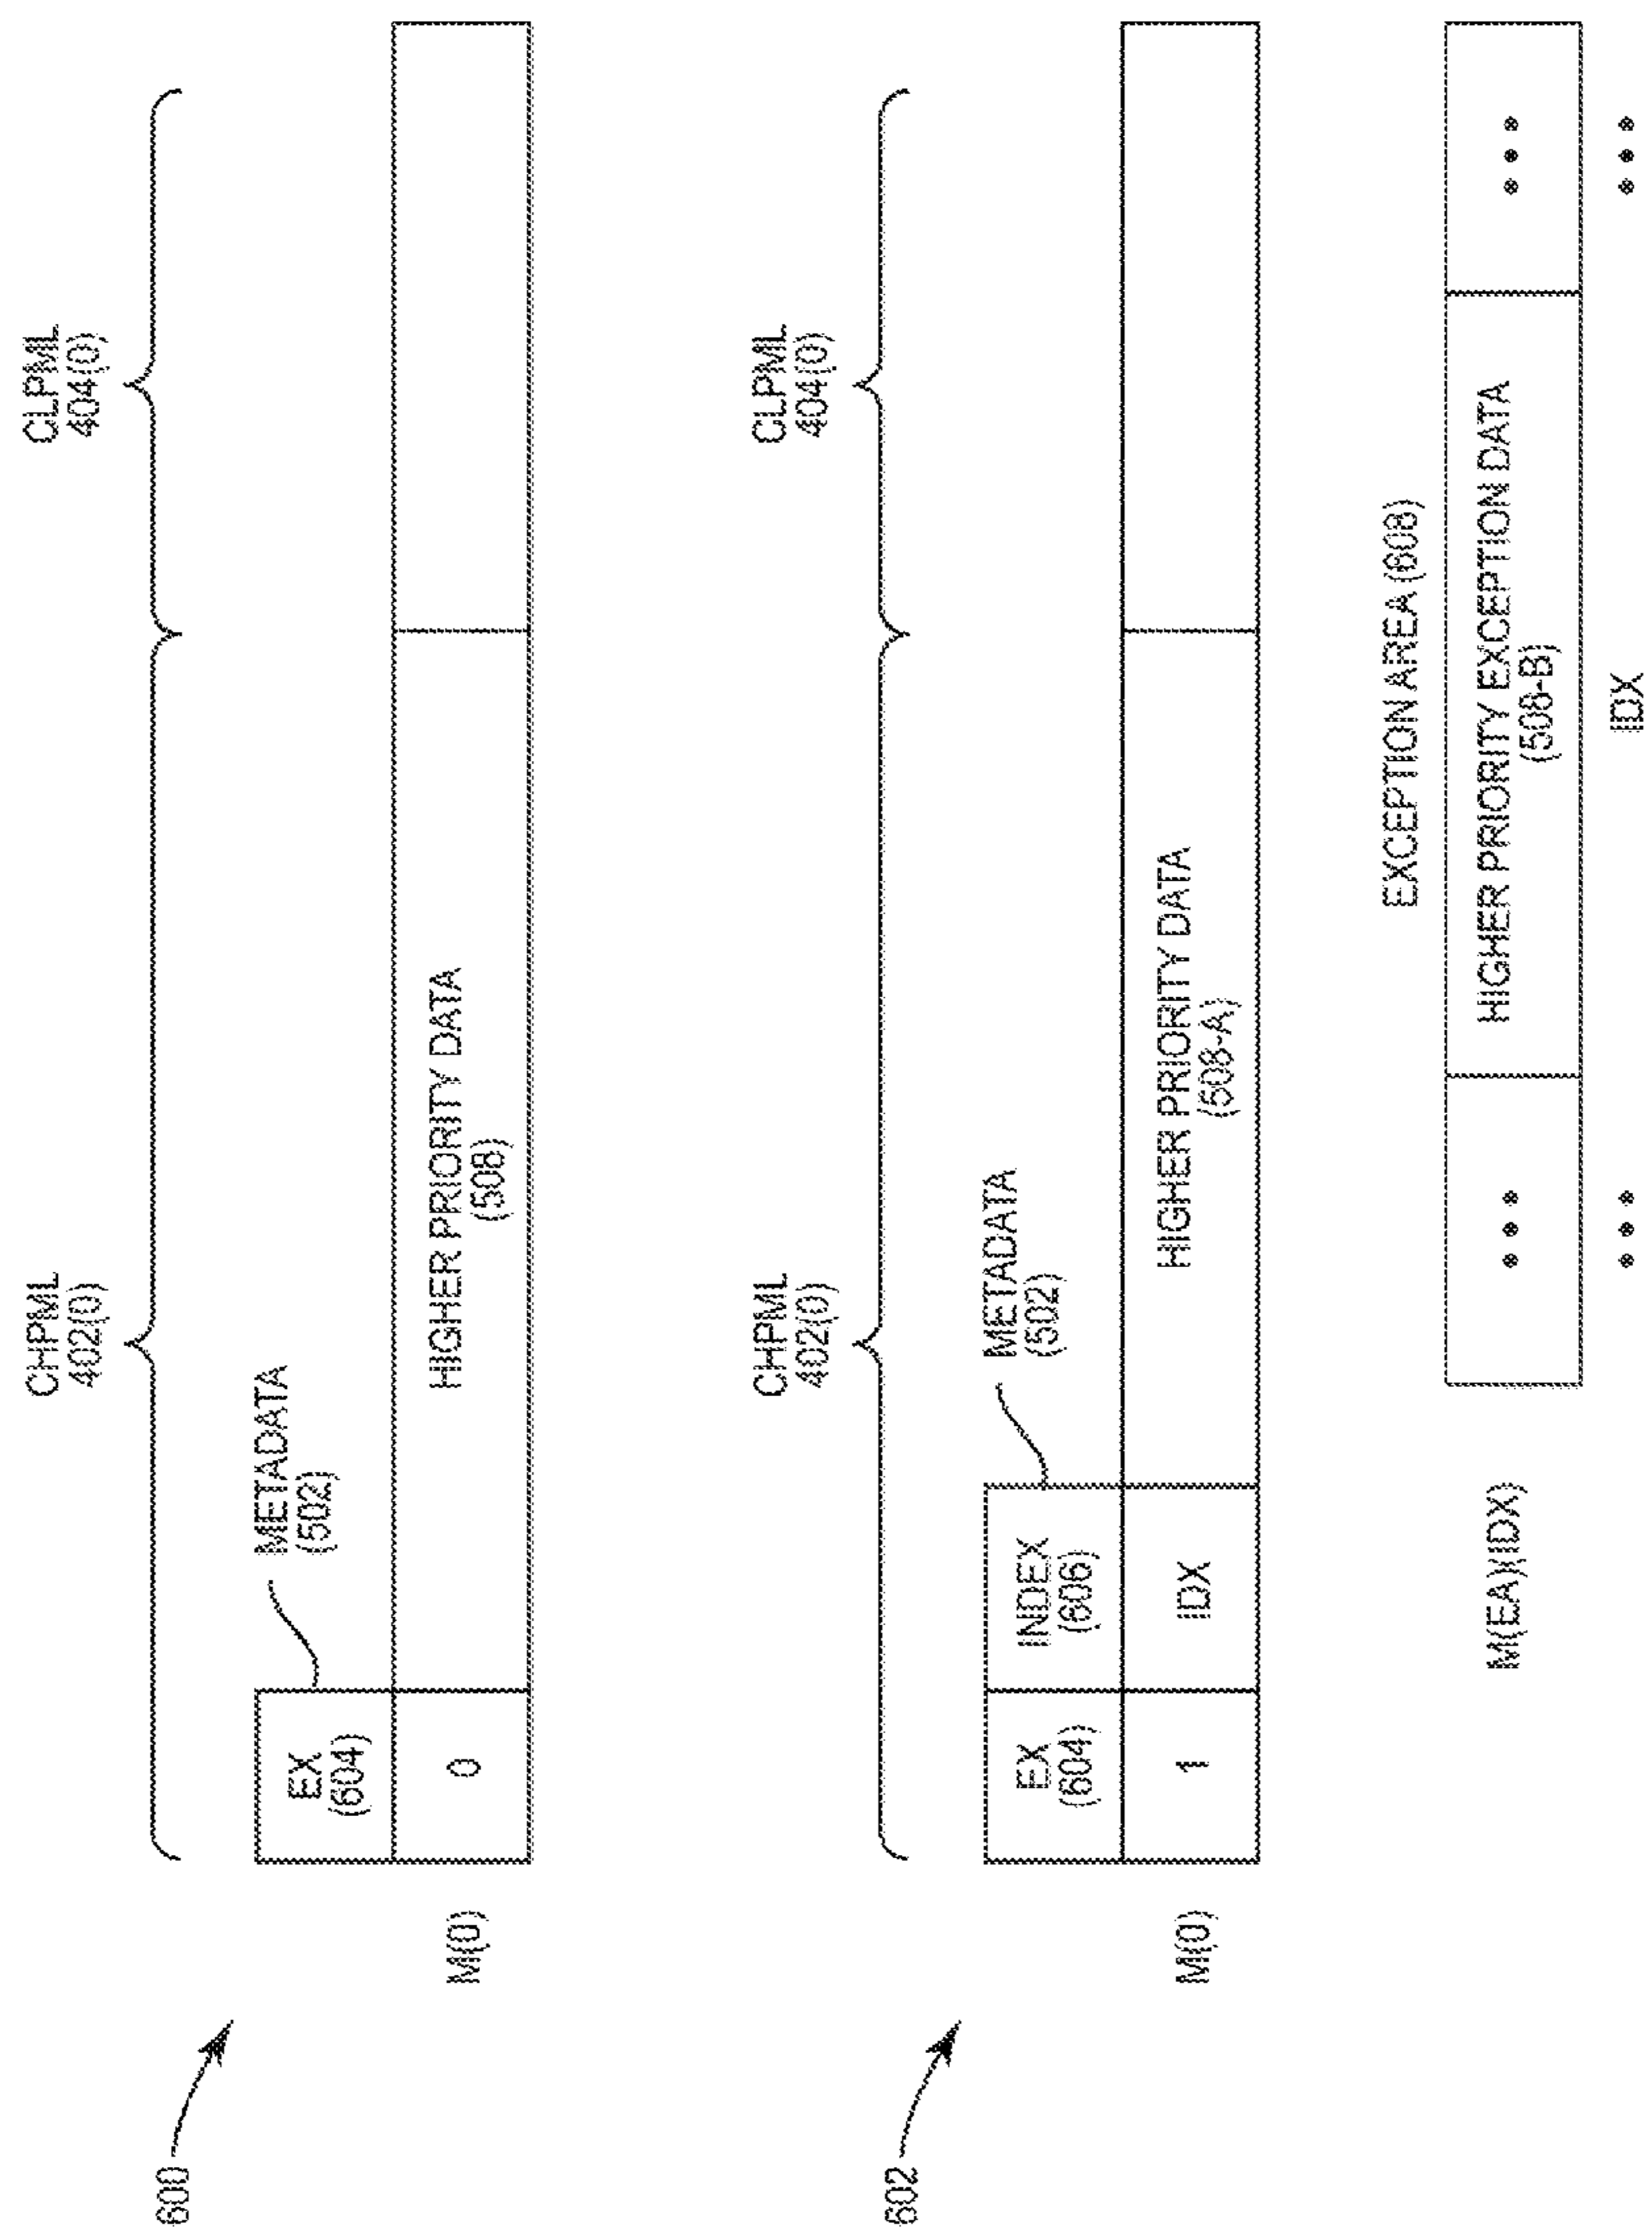 600
CHPML
402(0)
CLPML
404(0)
METADATA
(502)
EX
(604)
M(0)
0
HIGHER PRIORITY DATA
(508)
602
CHPML
402(0)
CLPML
404(0)
METADATA
(502)
EX
(604)
INDEX
(606)
M(0)
1
IDX
HIGHER PRIORITY DATA
(508-A)
EXCEPTION AREA (608)
M(EA)(IDX)
• • •
HIGHER PRIORITY EXCEPTION DATA
(508-B)
• • •
• • •
IDX
• • •